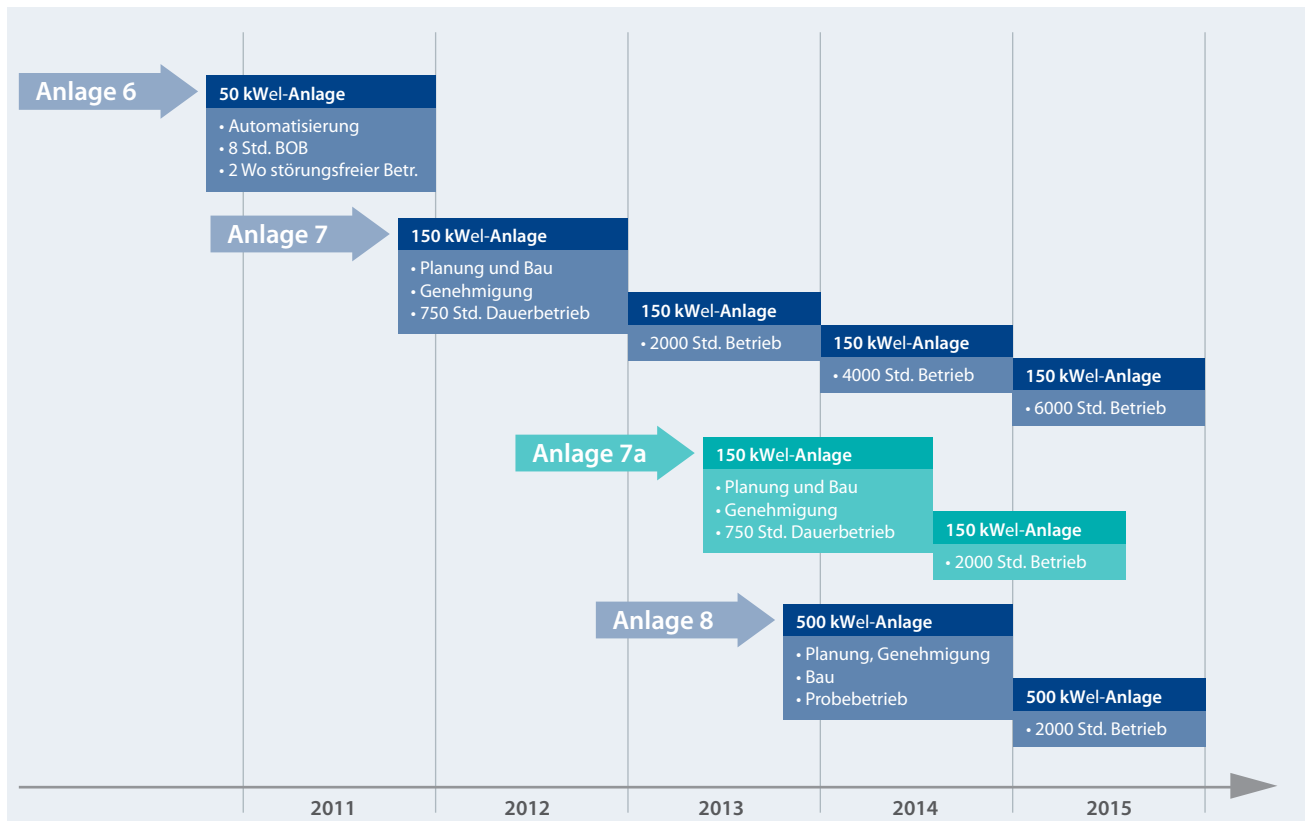 Anlage 6
50 kWel-Anlage
• Automatisierung
• 8 Std. BOB
• 2 Wo störungsfreier Betr.
Anlage 7
150 kWel-Anlage
• Planung und Bau
• Genehmigung
• 750 Std. Dauerbetrieb
150 kWel-Anlage
• 2000 Std. Betrieb
150 kWel-Anlage
• 4000 Std. Betrieb
150 kWel-Anlage
• 6000 Std. Betrieb
Anlage 7a
150 kWel-Anlage
• Planung und Bau
• Genehmigung
• 750 Std. Dauerbetrieb
150 kWel-Anlage
• 2000 Std. Betrieb
Anlage 8
500 kWel-Anlage
• Planung, Genehmigung
• Bau
• Probebetrieb
500 kWel-Anlage
• 2000 Std. Betrieb
2011 2012 2013 2014 2015